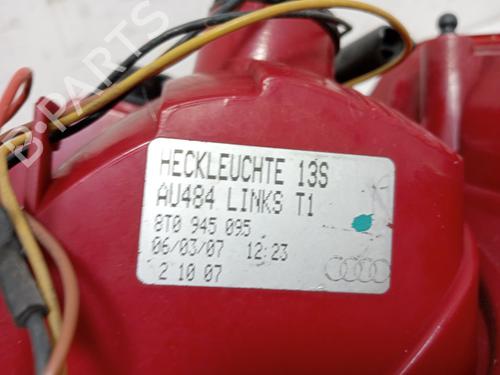 HECKLEUCHTE 13S
AU484 LINKS T1
8T0 945 095
06/03/07 12:23
2 10 07
B-PARTS